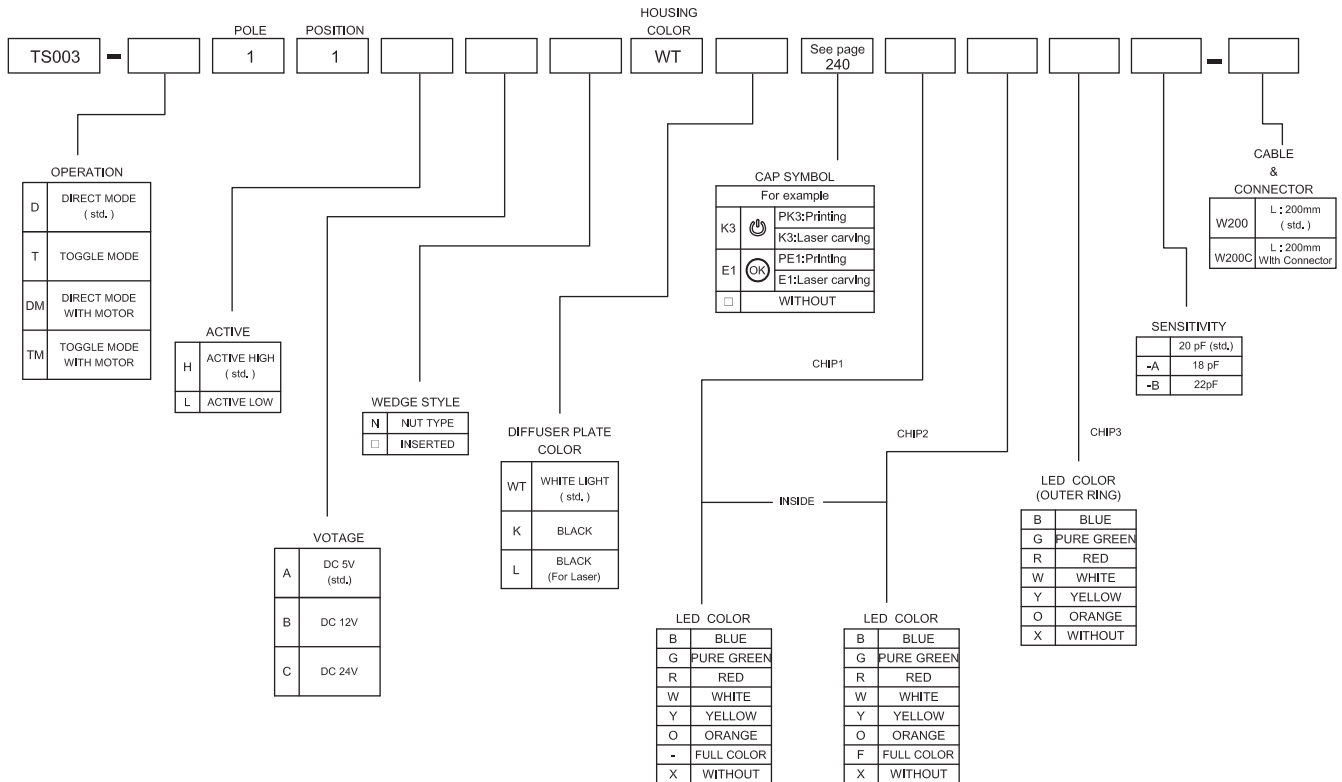 HOUSING
POLE POSITION COLOR
TS003 - 1 1 WT See page
240 -
OPERATION
D DIRECT MODE
( std. )
T TOGGLE MODE
DM DIRECT MODE
WITH MOTOR
TM TOGGLE MODE
WITH MOTOR
ACTIVE
H ACTIVE HIGH
( std. )
L ACTIVE LOW
VOTAGE
A DC 5V
(std.)
B DC 12V
C DC 24V
WEDGE STYLE
N NUT TYPE
□ INSERTED
DIFFUSER PLATE
COLOR
WT WHITE LIGHT
( std. )
K BLACK
L BLACK
(For Laser)
CAP SYMBOL
For example
K3 PK3:Printing
K3:Laser carving
E1 OK PE1:Printing
E1:Laser carving
□ WITHOUT
CHIP1
CHIP2
INSIDE
LED COLOR
B BLUE
G PURE GREEN
R RED
W WHITE
Y YELLOW
O ORANGE
- FULL COLOR
X WITHOUT
LED COLOR
B BLUE
G PURE GREEN
R RED
W WHITE
Y YELLOW
O ORANGE
F FULL COLOR
X WITHOUT
CHIP3
LED COLOR
(OUTER RING)
B BLUE
G PURE GREEN
R RED
W WHITE
Y YELLOW
O ORANGE
X WITHOUT
SENSITIVITY
20 pF (std.)
-A 18 pF
-B 22pF
CABLE
&
CONNECTOR
W200 L : 200mm
( std. )
W200C L : 200mm
With Connector